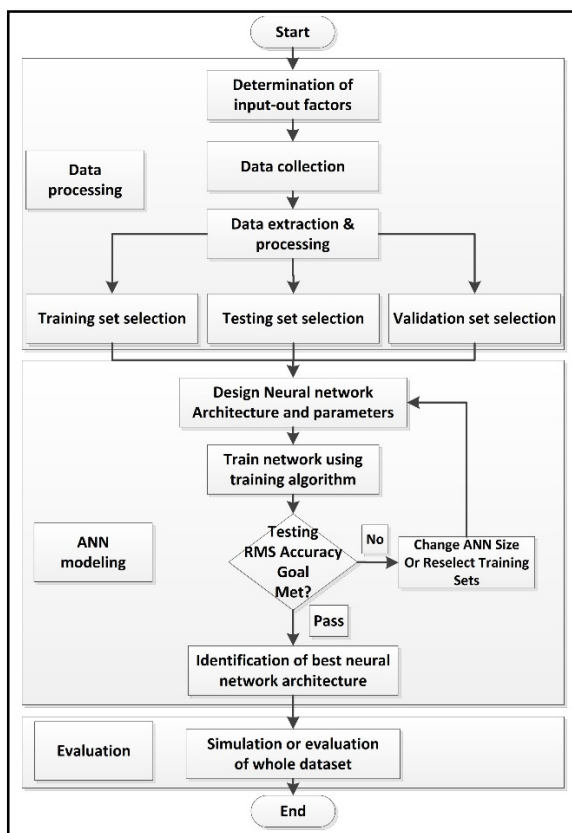 Start
Determination of
input-out factors
Data collection
Data
processing
Data extraction &
processing
Training set selection
Testing set selection
Validation set selection
Design Neural network
Architecture and parameters
Train network using
training algorithm
ANN
modeling
Testing
RMS Accuracy
Goal
Met?
No
Change ANN Size
Or Reselect Training
Sets
Pass
Identification of best neural
network architecture
Evaluation
Simulation or evaluation
of whole dataset
End